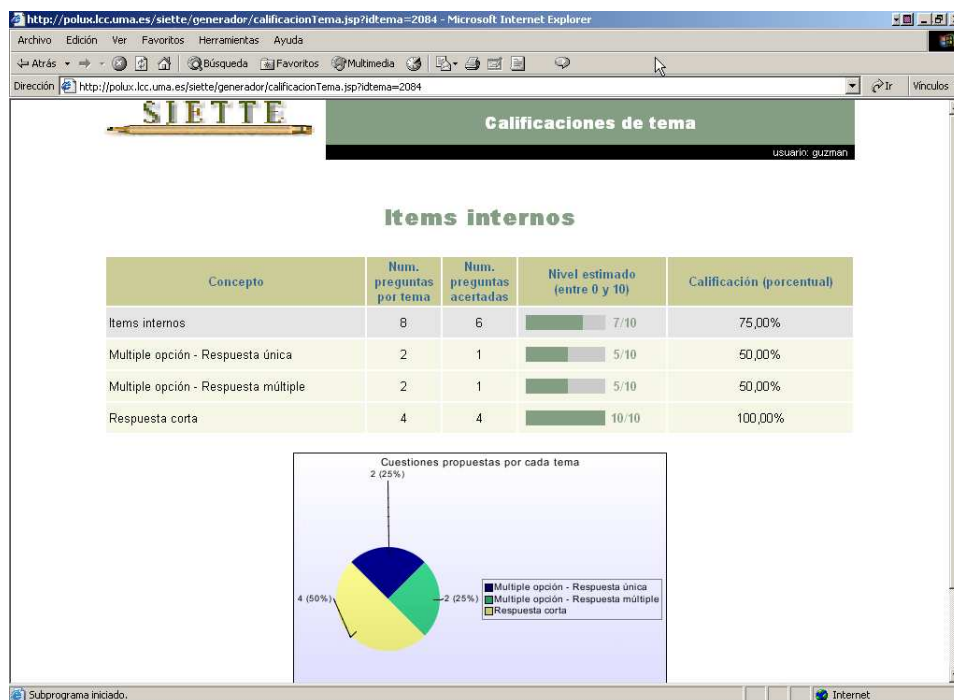 http://polux.lcc.uma.es/siette/generador/calificacionTema.jsp?idtema=2084 - Microsoft Internet Explorer
Archivo Edición Ver Favoritos Herramientas Ayuda
Atrás Búsqueda Favoritos Multimedia
Dirección http://polux.lcc.uma.es/siette/generador/calificacionTema.jsp?idtema=2084 Ir Vínculos
SIETTE
Calificaciones de tema
usuario: guzman
Items internos
Concepto Num. preguntas por tema Num. preguntas acertadas Nivel estimado (entre 0 y 10) Calificación (porcentual)
Items internos 8 6 7/10 75,00%
Multiple opción - Respuesta única 2 1 5/10 50,00%
Multiple opción - Respuesta múltiple 2 1 5/10 50,00%
Respuesta corta 4 4 10/10 100,00%
Cuestiones propuestas por cada tema
2 (25%)
4 (50%)
2 (25%)
Multiple opción - Respuesta única
Multiple opción - Respuesta múltiple
Respuesta corta
Subprograma iniciado. Internet